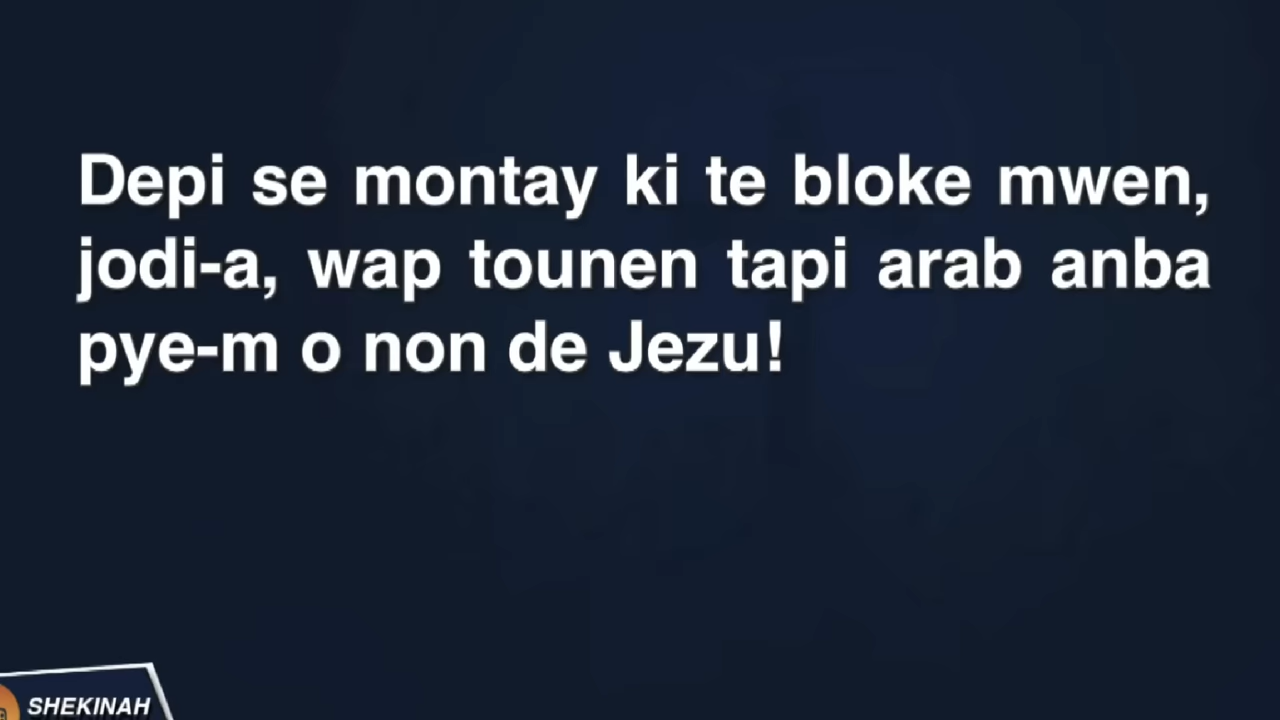 Depi se montay ki te bloke mwen,
jodi-a, wap tounen tapi arab anba
pye-m o non de Jezu!
SHEKINAH